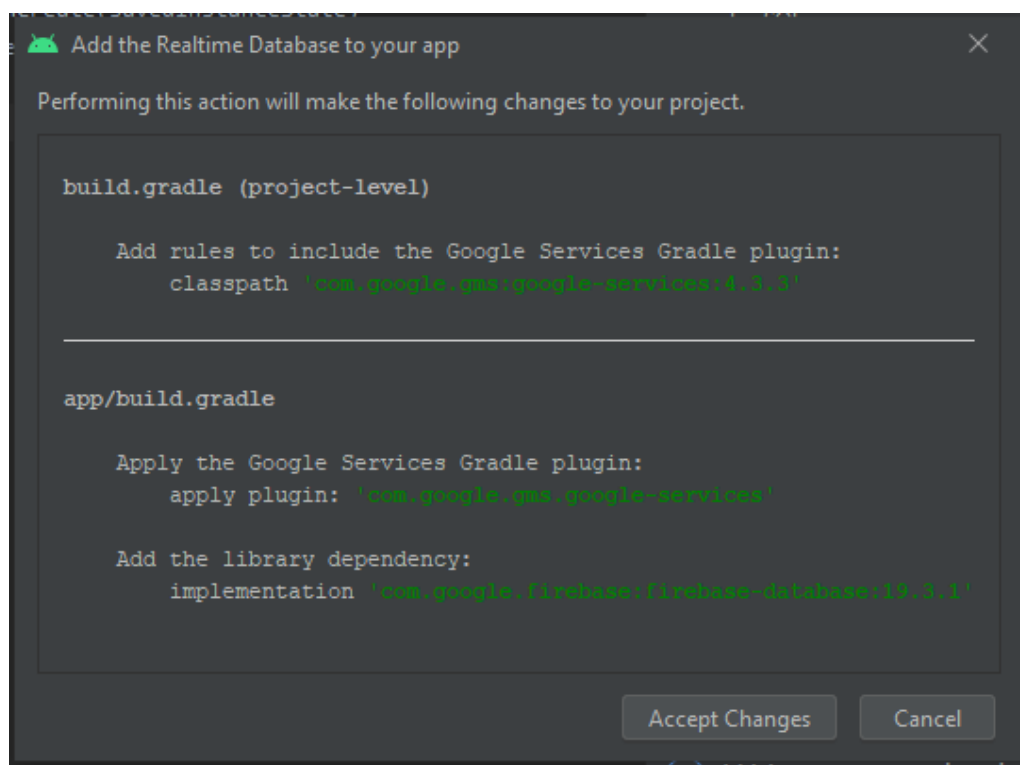 Add the Realtime Database to your app
Performing this action will make the following changes to your project.
build.gradle (project-level)
Add rules to include the Google Services Gradle plugin:
classpath 'com.google.gms:google-services:4.3.3'
app/build.gradle
Apply the Google Services Gradle plugin:
apply plugin: 'com.google.gms.google-services'
Add the library dependency:
implementation 'com.google.firebase:firebase-database:19.3.1'
Accept Changes
Cancel